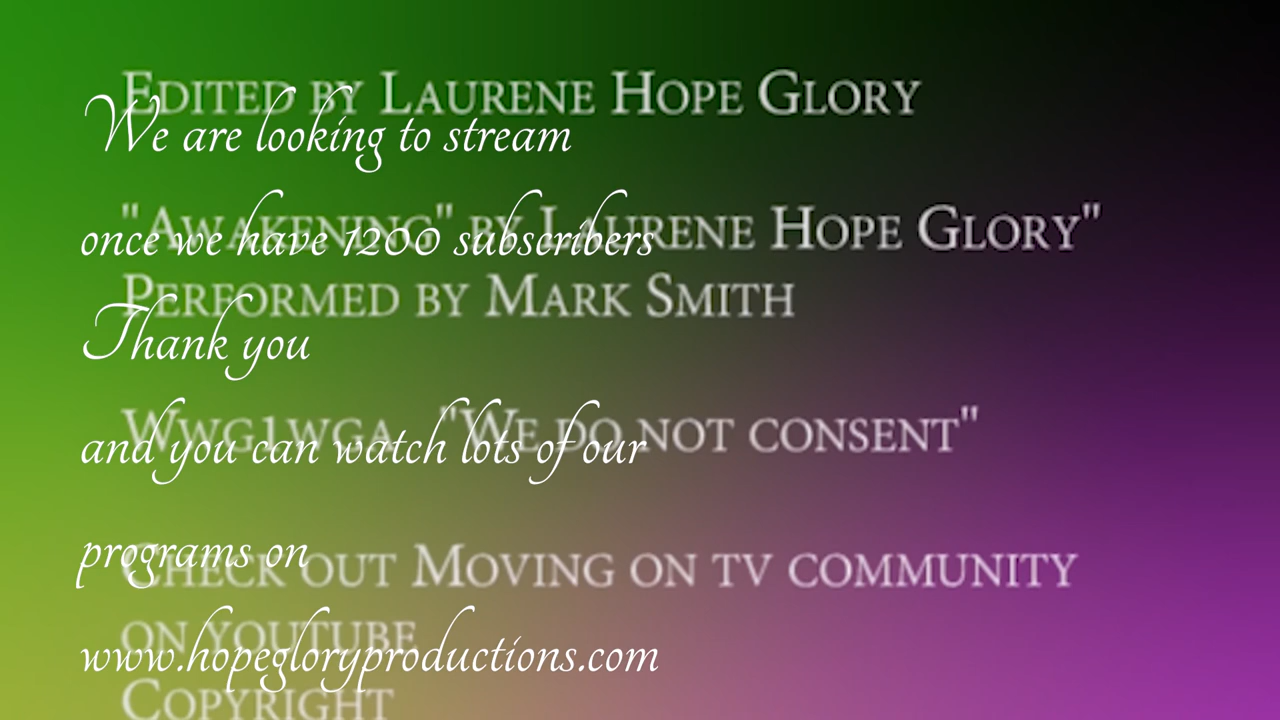 Edited by Laurene Hope Glory
We are looking to stream
"Awakening" by Laurene Hope Glory"
once we have 1200 subscribers
Performed by Mark Smith
Thank you
Wwg1wga "We do not consent"
and you can watch lots of our
programs on
Check out Moving on tv community
on youtube
www.hopegloryproductions.com
Copyright